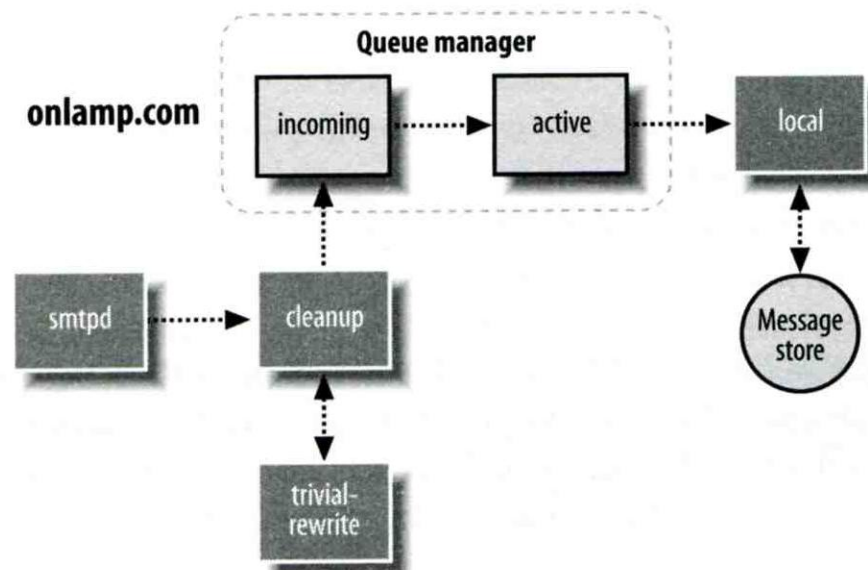 Queue manager
onlamp.com
incoming
active
local
smtpd
cleanup
Message
store
trivial-
rewrite